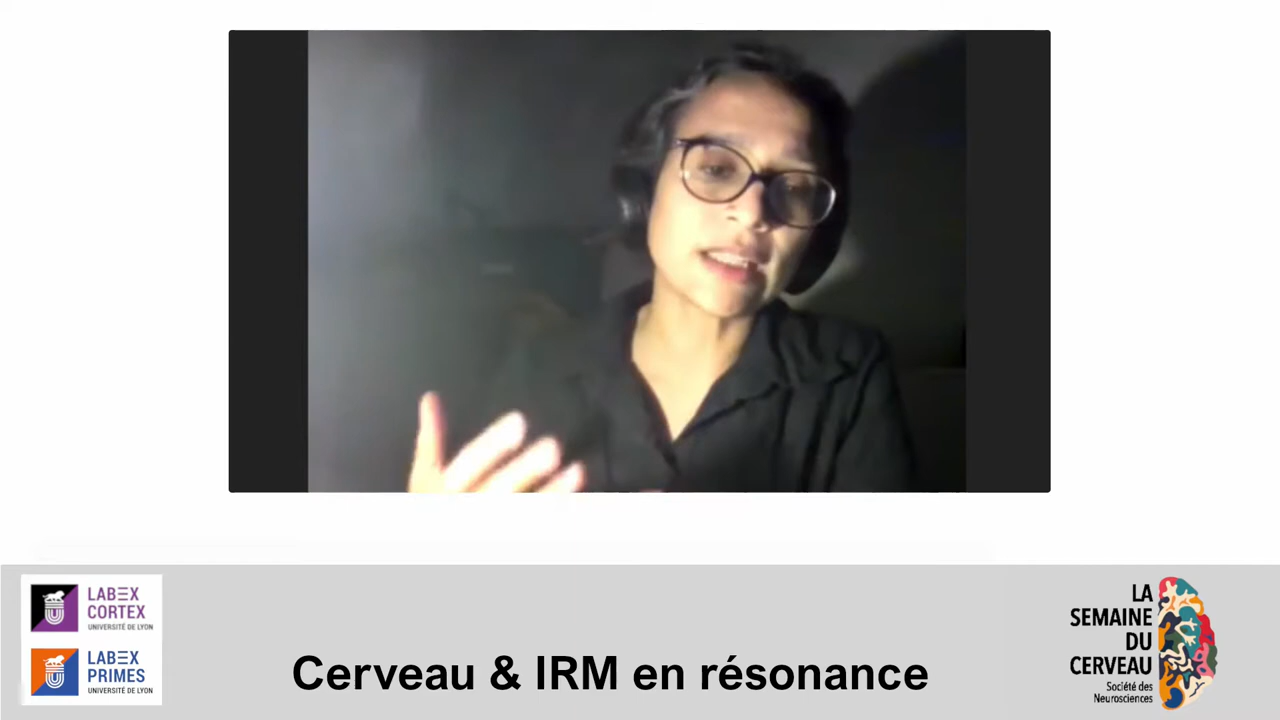 LABEX
CORTEX
UNIVERSITÉ DE LYON
LABEX
PRIMES
UNIVERSITÉ DE LYON
Cerveau & IRM en résonance
LA
SEMAINE
DU
CERVEAU
Société des
Neurosciences